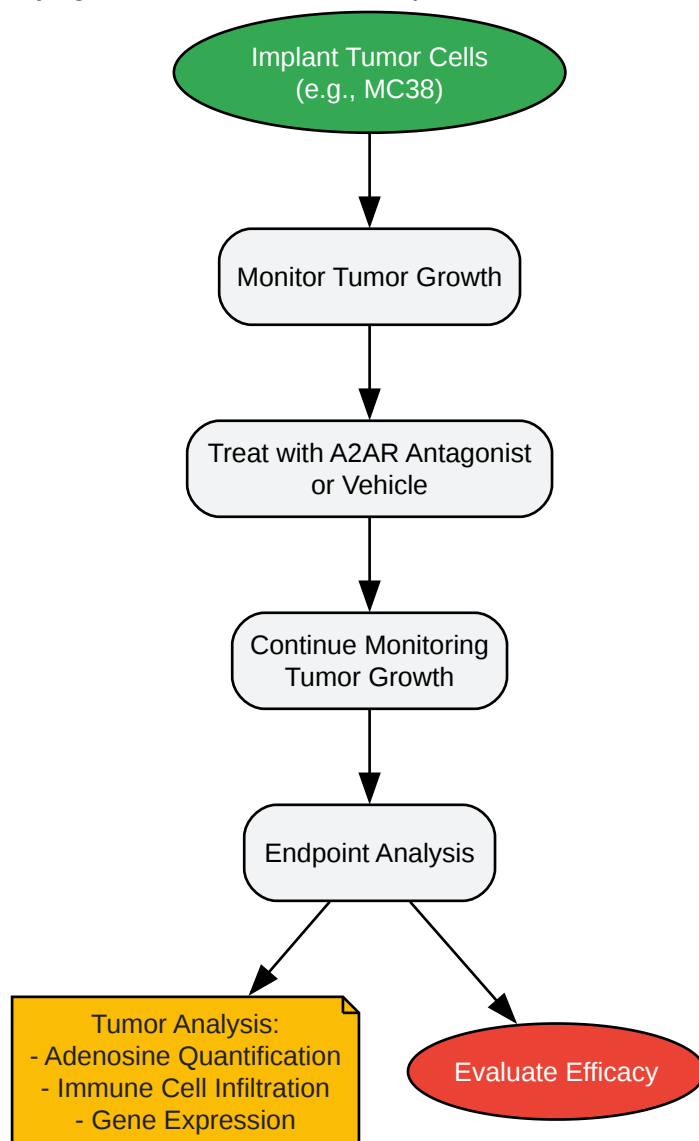 Implant Tumor Cells
(e.g., MC38)
Monitor Tumor Growth
Treat with A2AR Antagonist
or Vehicle
Continue Monitoring
Tumor Growth
Endpoint Analysis
Tumor Analysis:
- Adenosine Quantification
- Immune Cell Infiltration
- Gene Expression
Evaluate Efficacy